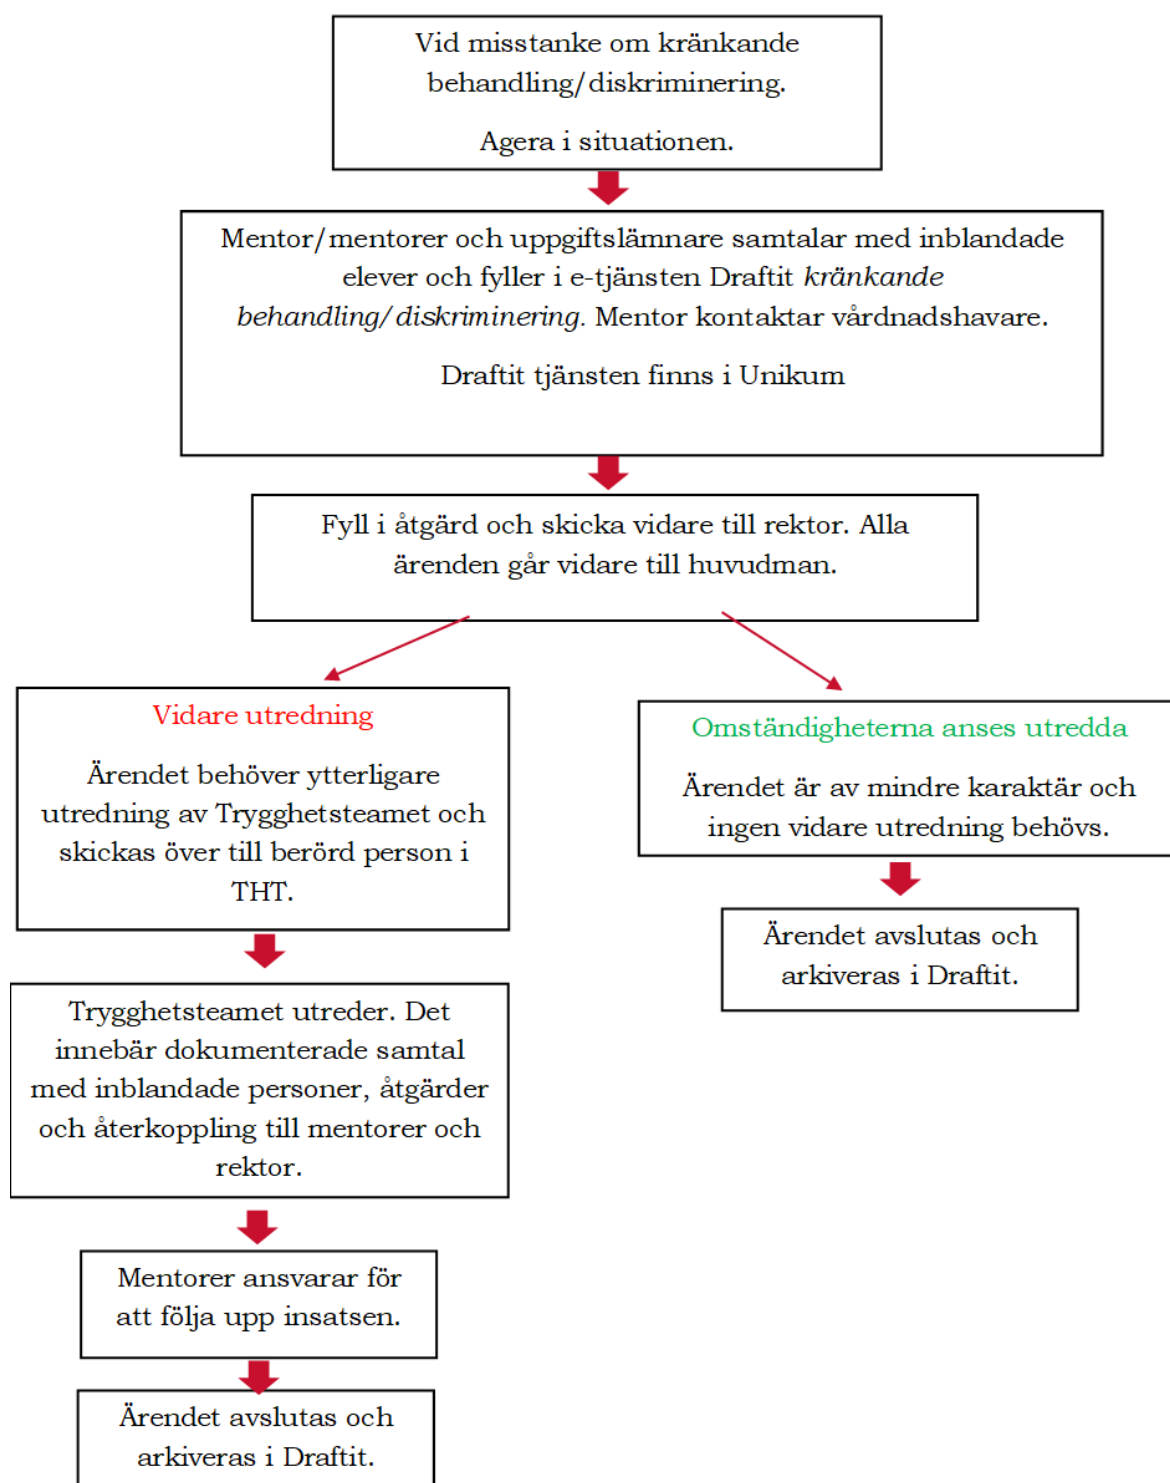 Vid misstanke om kränkande
behandling/diskriminering.
Agera i situationen.
Mentor/mentorer och uppgiftslämnare samtalar med inblandade
elever och fyller i e-tjänsten Draftit kränkande
behandling/diskriminering. Mentor kontaktar vårdnadshavare.
Draftit tjänsten finns i Unikum
Fyll i åtgärd och skicka vidare till rektor. Alla
ärenden går vidare till huvudman.
Vidare utredning
Ärendet behöver ytterligare
utredning av Trygghetsteamet och
skickas över till berörd person i
THT.
Trygghetsteamet utreder. Det
innebär dokumenterade samtal
med inblandade personer, åtgärder
och återkoppling till mentorer och
rektor.
Mentorer ansvarar för
att följa upp insatsen.
Ärendet avslutas och
arkiveras i Draftit.
Omständigheterna anses utredda
Ärendet är av mindre karaktär och
ingen vidare utredning behövs.
Ärendet avslutas och
arkiveras i Draftit.